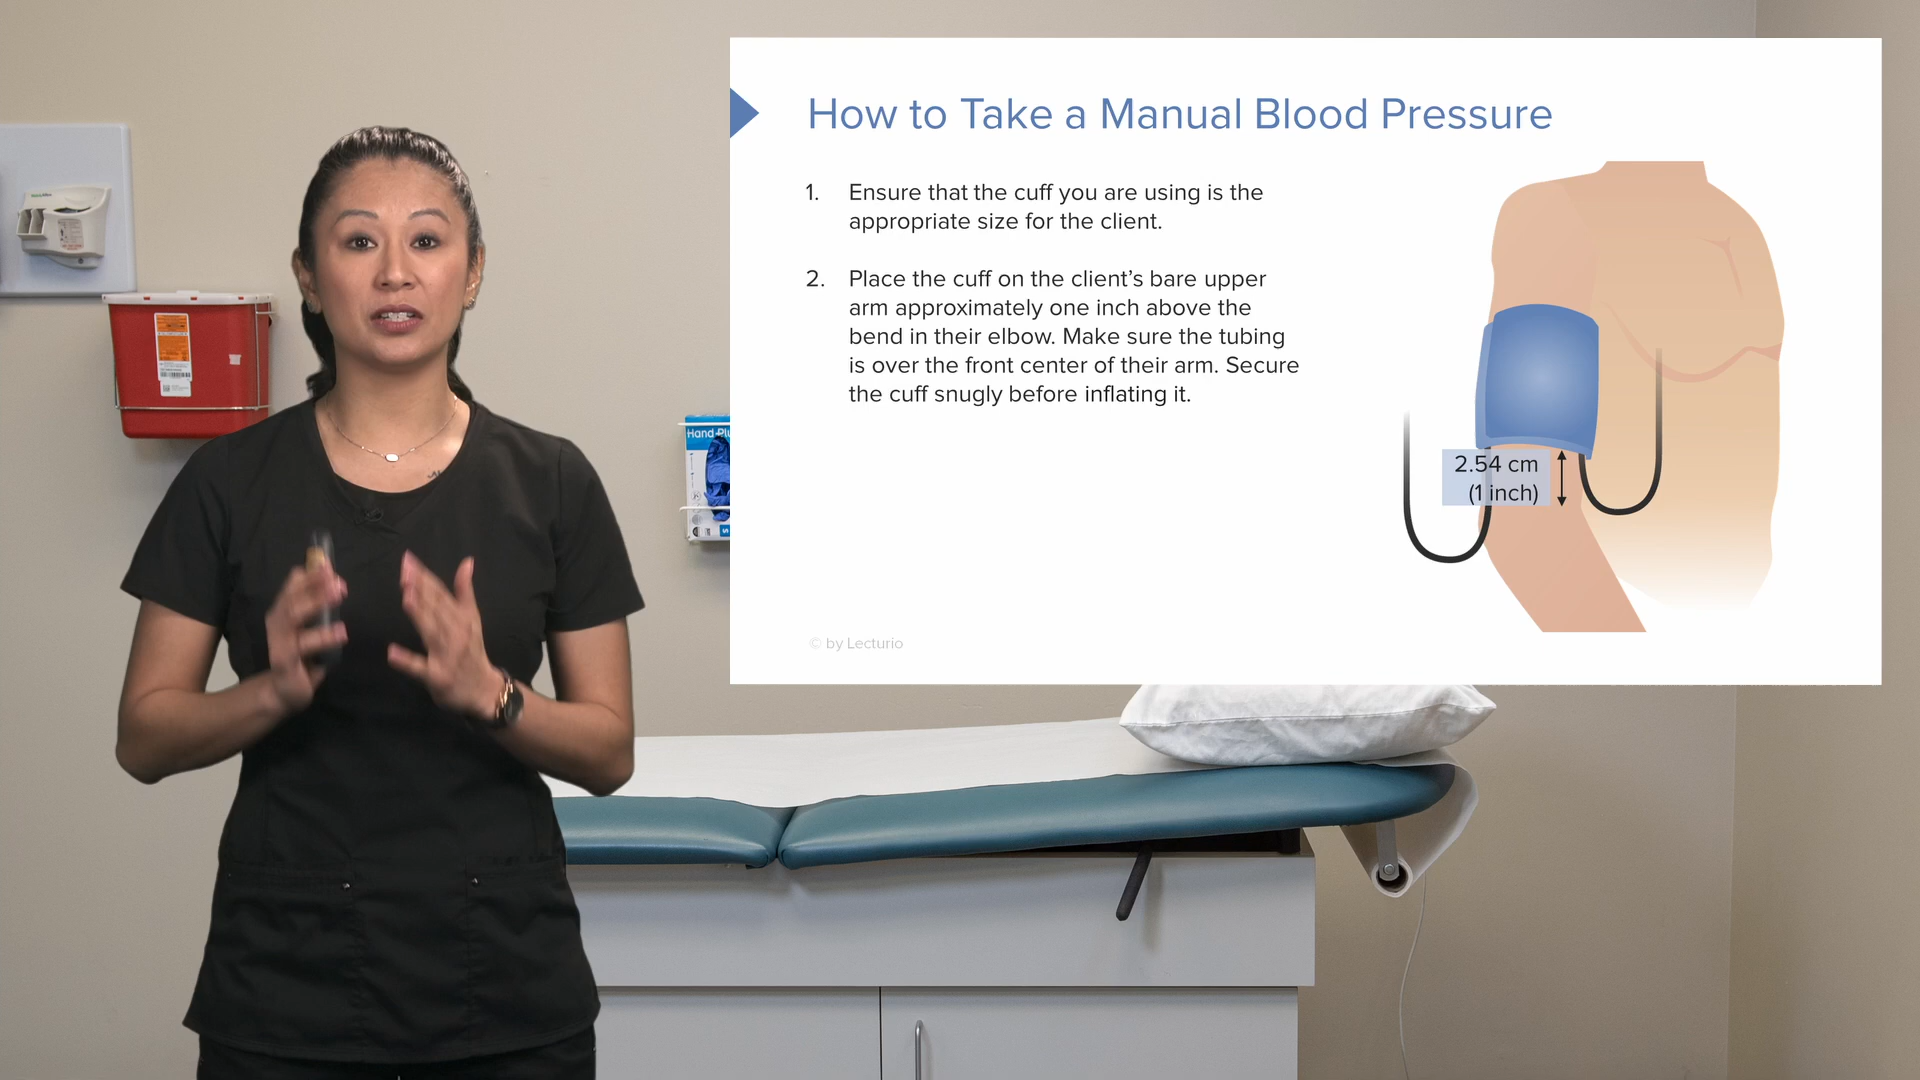 How to Take a Manual Blood Pressure
1. Ensure that the cuff you are using is the
appropriate size for the client.
2. Place the cuff on the client's bare upper
arm approximately one inch above the
bend in their elbow. Make sure the tubing
is over the front center of their arm. Secure
the cuff snugly before inflating it.
2.54 cm
(1 inch)
© by Lecturio
Hand